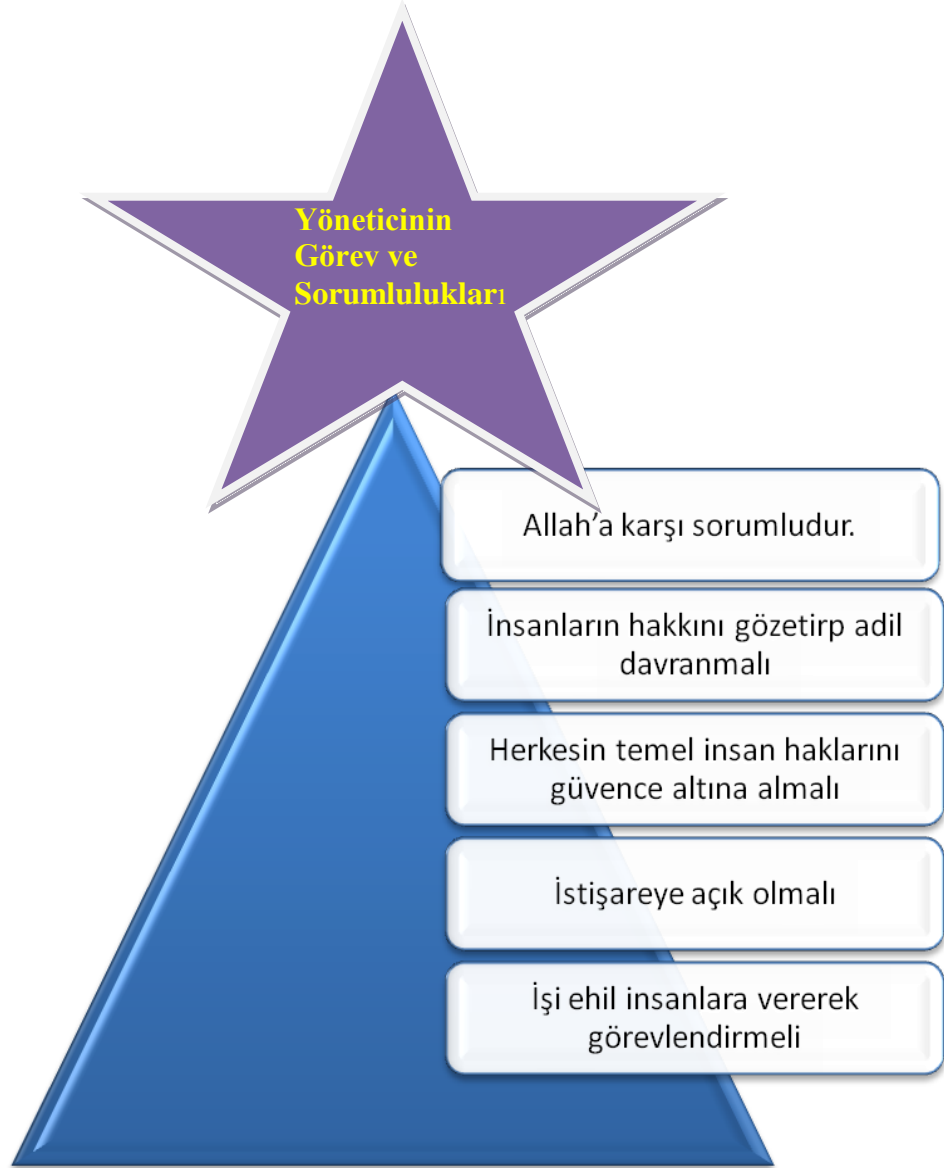 Yöneticinin
Görev ve
Sorumlulukları
Allah’a karşı sorumludur.
İnsanların hakkını gözetirp adil
davranmalı
Herkesin temel insan haklarını
güvence altına almalı
İstişareye açık olmalı
İşi ehil insanlara vererek
görevlendirmeli